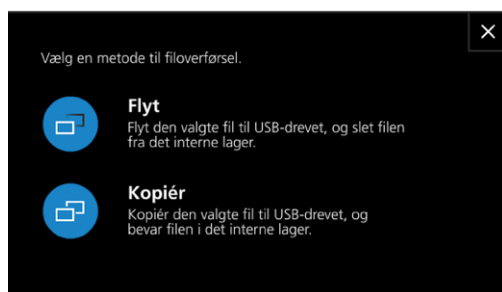 Vælg en metode til filoverførsel.
Flyt
Flyt den valgte fil til USB-drevet, og slet filen
fra det interne lager.
Kopiér
Kopiér den valgte fil til USB-drevet, og
bevar filen i det interne lager.